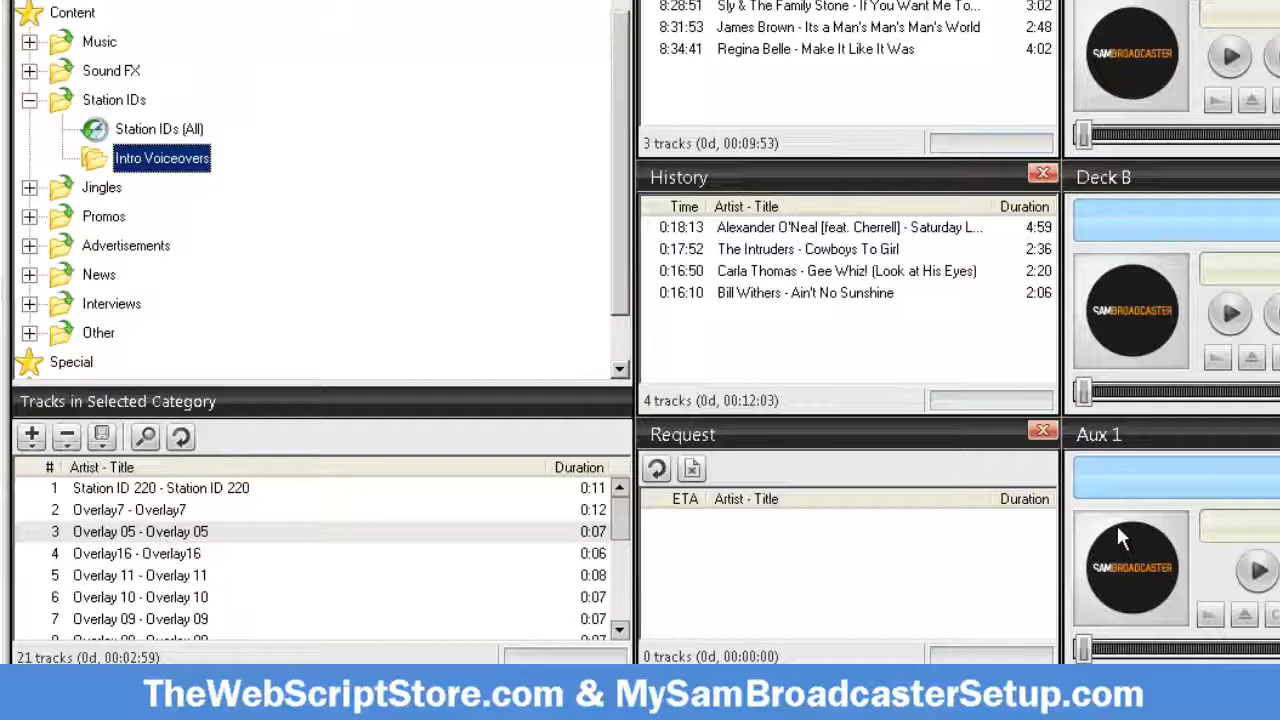 Content
Music
Sound FX
Station IDs
Station IDs (All)
Intro Voiceovers
Jingles
Promos
Advertisements
News
Interviews
Other
Special
Tracks in Selected Category
# Artist - Title Duration
1 Station ID 220 - Station ID 220 0:11
2 Overlay7 - Overlay7 0:12
3 Overlay 05 - Overlay 05 0:07
4 Overlay16 - Overlay16 0:06
5 Overlay 11 - Overlay 11 0:08
6 Overlay 10 - Overlay 10 0:07
7 Overlay 09 - Overlay 09 0:07
21 tracks (0d, 00:02:59)
8:28:51 Sly & The Family Stone - If You Want Me To... 3:02
8:31:53 James Brown - Its a Man's Man's Man's World 2:48
8:34:41 Regina Belle - Make It Like It Was 4:02
3 tracks (0d, 00:09:53)
History
Time Artist - Title Duration
0:18:13 Alexander O'Neal [feat. Cherrell] - Saturday L... 4:59
0:17:52 The Intruders - Cowboys To Girl 2:36
0:16:50 Carla Thomas - Gee Whiz! (Look at His Eyes) 2:20
0:16:10 Bill Withers - Ain't No Sunshine 2:06
4 tracks (0d, 00:12:03)
Request
ETA Artist - Title Duration
0 tracks (0d, 00:00:00)
SAMBROADCASTER
Deck B
SAMBROADCASTER
Aux 1
SAMBROADCASTER
TheWebScriptStore.com & MySamBroadcasterSetup.com